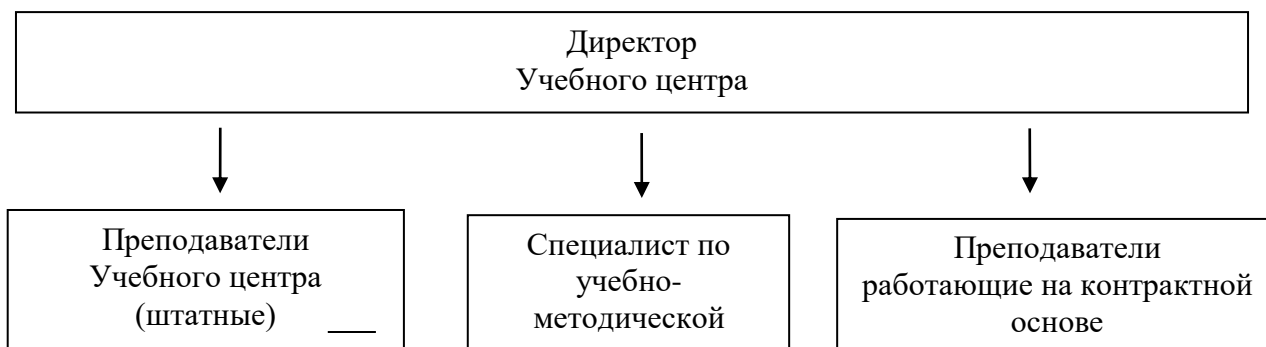 Директор
Учебного центра
Преподаватели
Учебного центра
(штатные)
Специалист по
учебно-
методической
Преподаватели
работающие на контрактной
основе